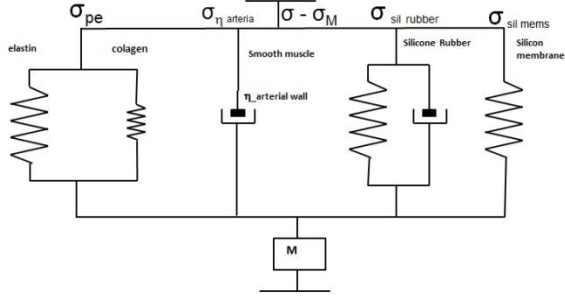 σpe
ση arteria
σ - σM
σsil rubber
σsil mems
elastin
colagen
Smooth muscle
Silicone Rubber
Silicon
membrane
η_arterial wall
M